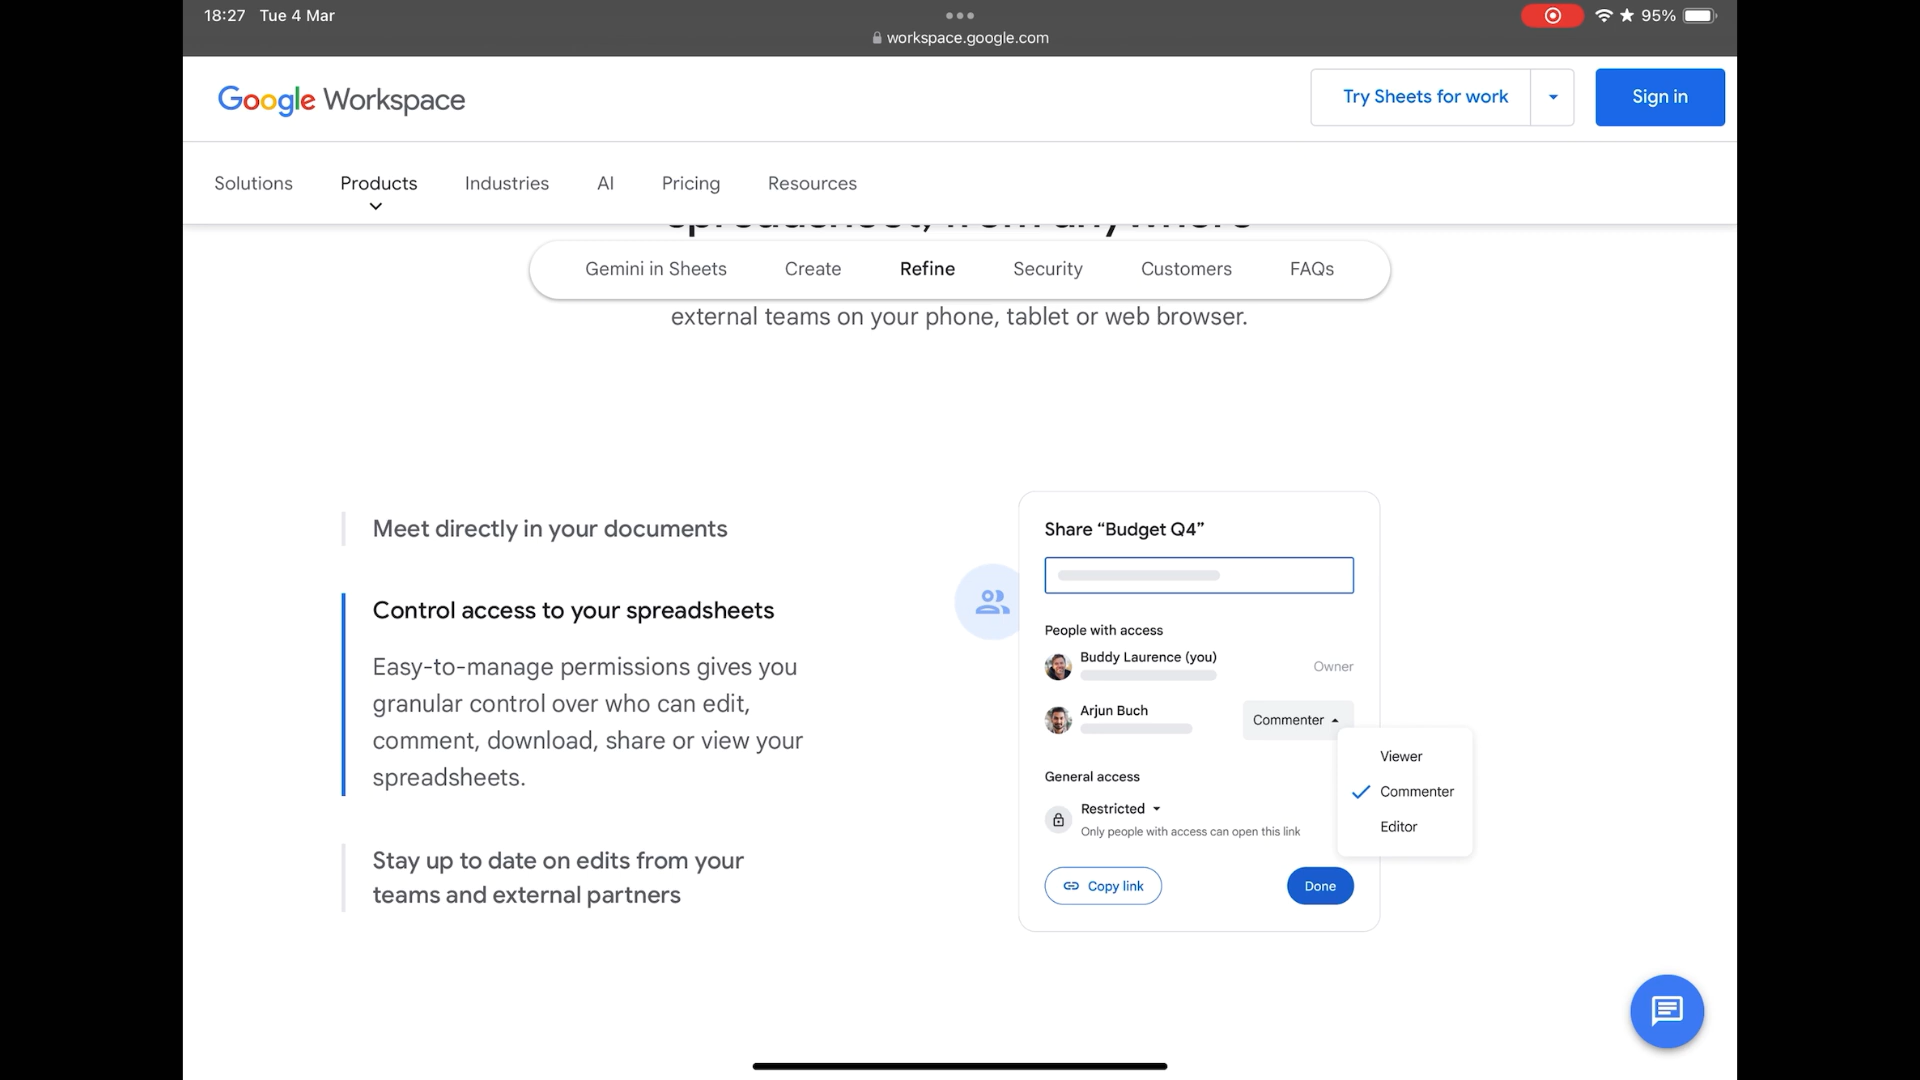 18:27 Tue 4 Mar
95%
workspace.google.com
Google Workspace
Try Sheets for work
Sign in
Solutions
Products
Industries
AI
Pricing
Resources
spreadsheet, from anywhere
Gemini in Sheets
Create
Refine
Security
Customers
FAQs
external teams on your phone, tablet or web browser.
Meet directly in your documents
Control access to your spreadsheets
Easy-to-manage permissions gives you
granular control over who can edit,
comment, download, share or view your
spreadsheets.
Stay up to date on edits from your
teams and external partners
Share “Budget Q4”
People with access
Buddy Laurence (you)
Owner
Arjun Buch
Commenter
Viewer
Commenter
Editor
General access
Restricted
Only people with access can open this link
Copy link
Done